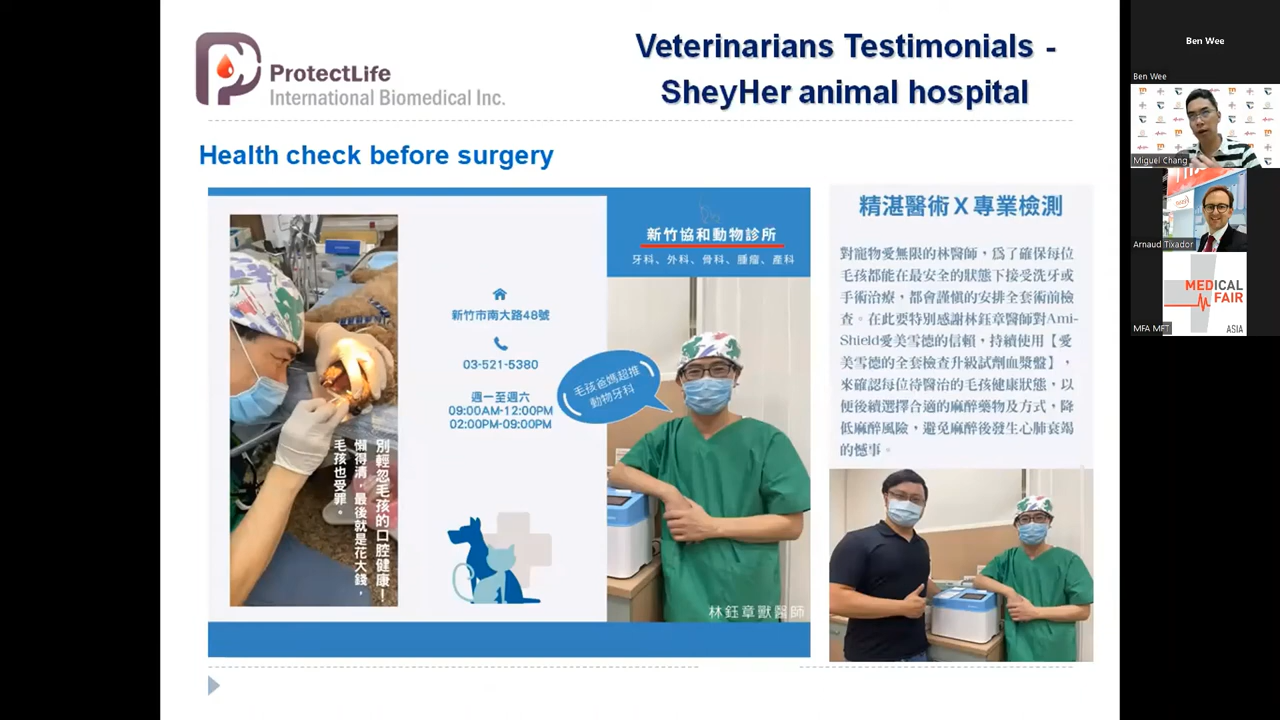 ProtectLife
International Biomedical Inc.
Veterinarians Testimonials -
SheyHer animal hospital
Health check before surgery
別輕忽毛孩的口腔健康！
懶得清，最後就是花大錢，
毛孩也受罪。
新竹市南大路48號
03-521-5380
週一至週六
09:00AM-12:00PM
02:00PM-09:00PM
新竹協和動物診所
牙科、外科、骨科、腫瘤、產科
毛孩爸媽超推
動物牙科
林鈺章獸醫師
精湛醫術X專業檢測
對寵物愛無限的林醫師，為了確保每位
毛孩都能在最安全的狀態下接受洗牙或
手術治療，都會謹慎的安排全套術前檢
查。在此要特別感謝林鈺章醫師對Ami-
Shield愛美雪德的信賴，持續使用【愛
美雪德的全套檢查升級試劑血漿盤】，
來確認每位待醫治的毛孩健康狀態，以
便後續選擇合適的麻醉藥物及方式，降
低麻醉風險，避免麻醉後發生心肺衰竭
的憾事。
Ben Wee
Ben Wee
Miguel Chang
Arnaud Tixador
MEDICAL
FAIR
ASIA
MFA MFT